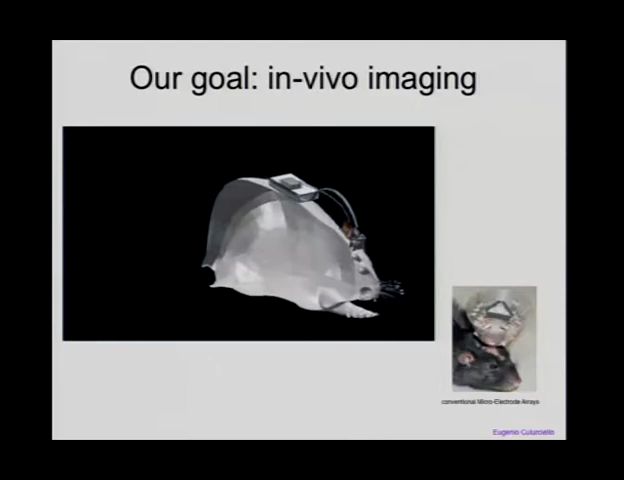 Our goal: in-vivo imaging
conventional Micro-Electrode Arrays
Eugenio Culurciello